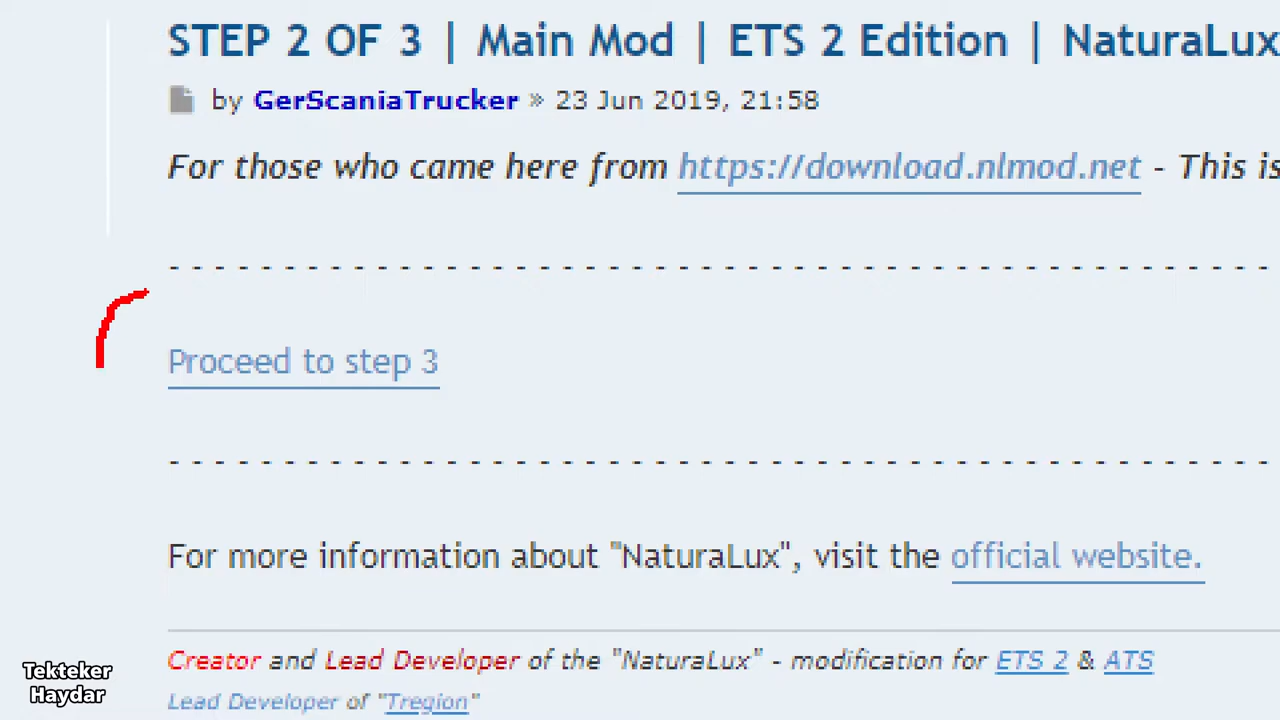 STEP 2 OF 3 | Main Mod | ETS 2 Edition | NaturaLux
by GerScaniaTrucker » 23 Jun 2019, 21:58
For those who came here from https://download.nlmod.net - This is
- - - - - - - - - - - - - - - - - - - - - - - - - - - - - - - - - - - - - - - - - - - - - - - -
Proceed to step 3
- - - - - - - - - - - - - - - - - - - - - - - - - - - - - - - - - - - - - - - - - - - - - - - -
For more information about "NaturaLux", visit the official website.
Creator and Lead Developer of the "NaturaLux" - modification for ETS 2 & ATS
Lead Developer of "Tregion"
Tekteker
Haydar